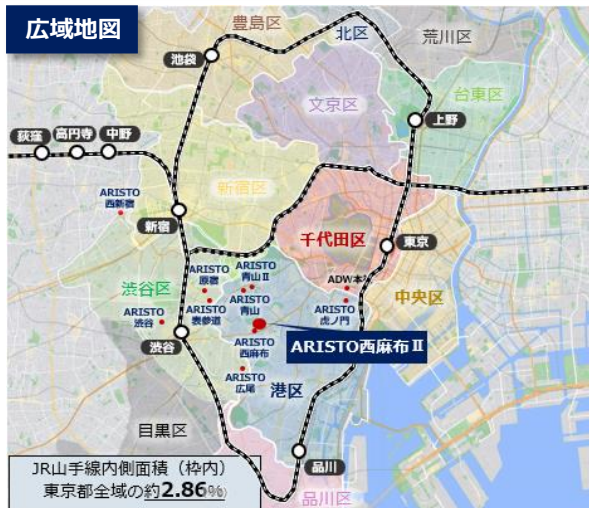 広域地図
豊島区
北区
荒川区
池袋
文京区
台東区
上野
荻窪
高円寺
中野
新宿区
ARISTO
西新宿
新宿
千代田区
東京
渋谷区
ARISTO
原宿
ARISTO
青山Ⅱ
ADW本
中央区
ARISTO
表参道
ARISTO
青山
ARISTO
虎ノ門
ARISTO
渋谷
渋谷
ARISTO
西麻布
ARISTO西麻布Ⅱ
ARISTO
広尾
港区
目黒区
品川
品川区
JR山手線内側面積（枠内）
東京都全域の約2.86%